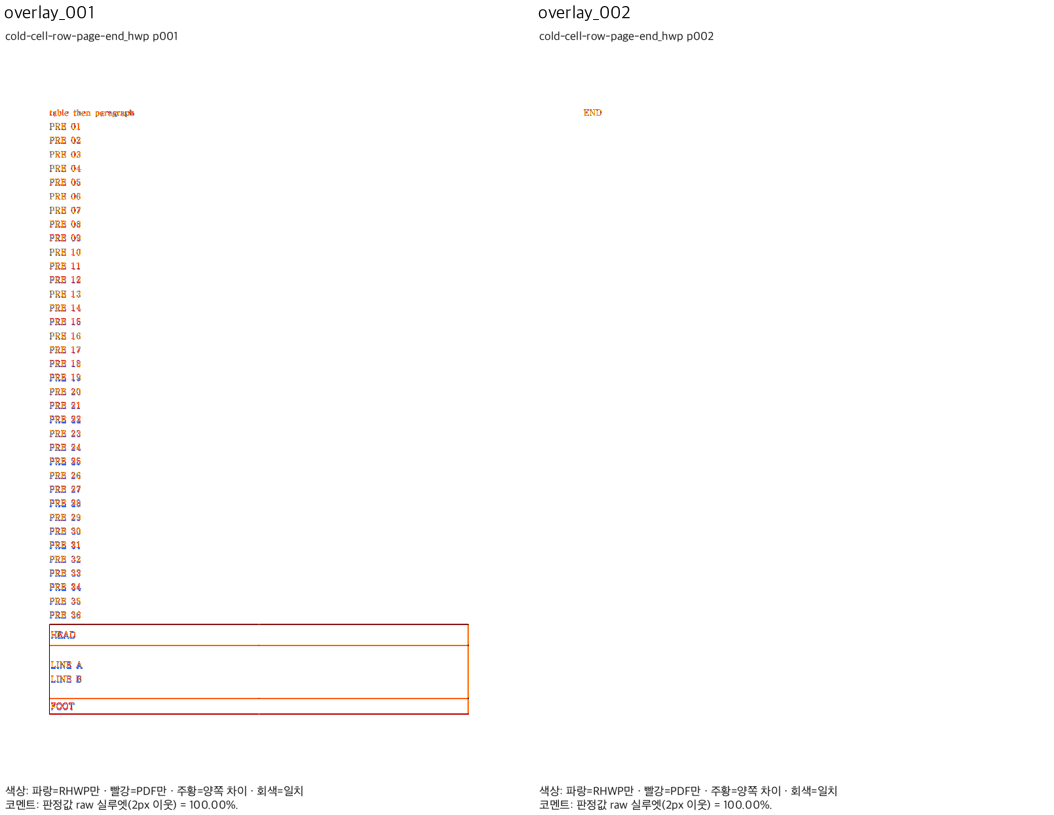 overlay_001
cold-cell-row-page-end_hwp p001
table then paragraph
PRE 01
PRE 02
PRE 03
PRE 04
PRE 05
PRE 06
PRE 07
PRE 08
PRE 09
PRE 10
PRE 11
PRE 12
PRE 13
PRE 14
PRE 15
PRE 16
PRE 17
PRE 18
PRE 19
PRE 20
PRE 21
PRE 22
PRE 23
PRE 24
PRE 25
PRE 26
PRE 27
PRE 28
PRE 29
PRE 30
PRE 31
PRE 32
PRE 33
PRE 34
PRE 35
PRE 36
HEAD
LINE A
LINE B
FOOT
색상: 파랑=RHWP만 · 빨강=PDF만 · 주황=양쪽 차이 · 회색=일치
코멘트: 판정값 raw 실루엣(2px 이웃) = 100.00%.
overlay_002
cold-cell-row-page-end_hwp p002
END
색상: 파랑=RHWP만 · 빨강=PDF만 · 주황=양쪽 차이 · 회색=일치
코멘트: 판정값 raw 실루엣(2px 이웃) = 100.00%.